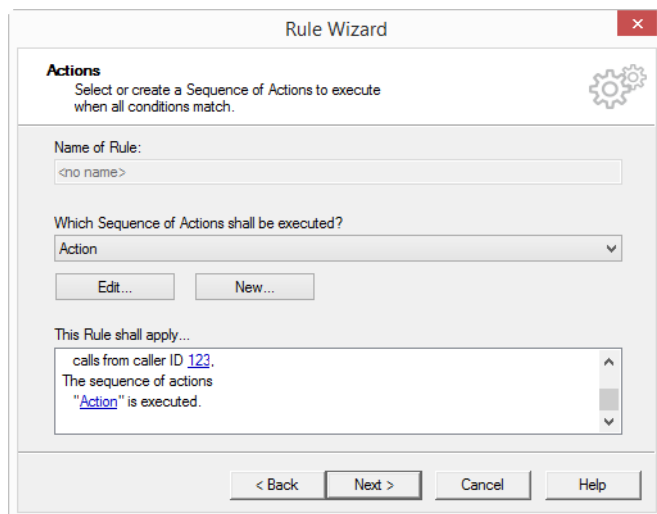 Rule Wizard
Actions
Select or create a Sequence of Actions to execute
when all conditions match.
Name of Rule:
<no name>
Which Sequence of Actions shall be executed?
Action
Edit...
New...
This Rule shall apply...
calls from caller ID 123,
The sequence of actions
"Action" is executed.
< Back
Next >
Cancel
Help